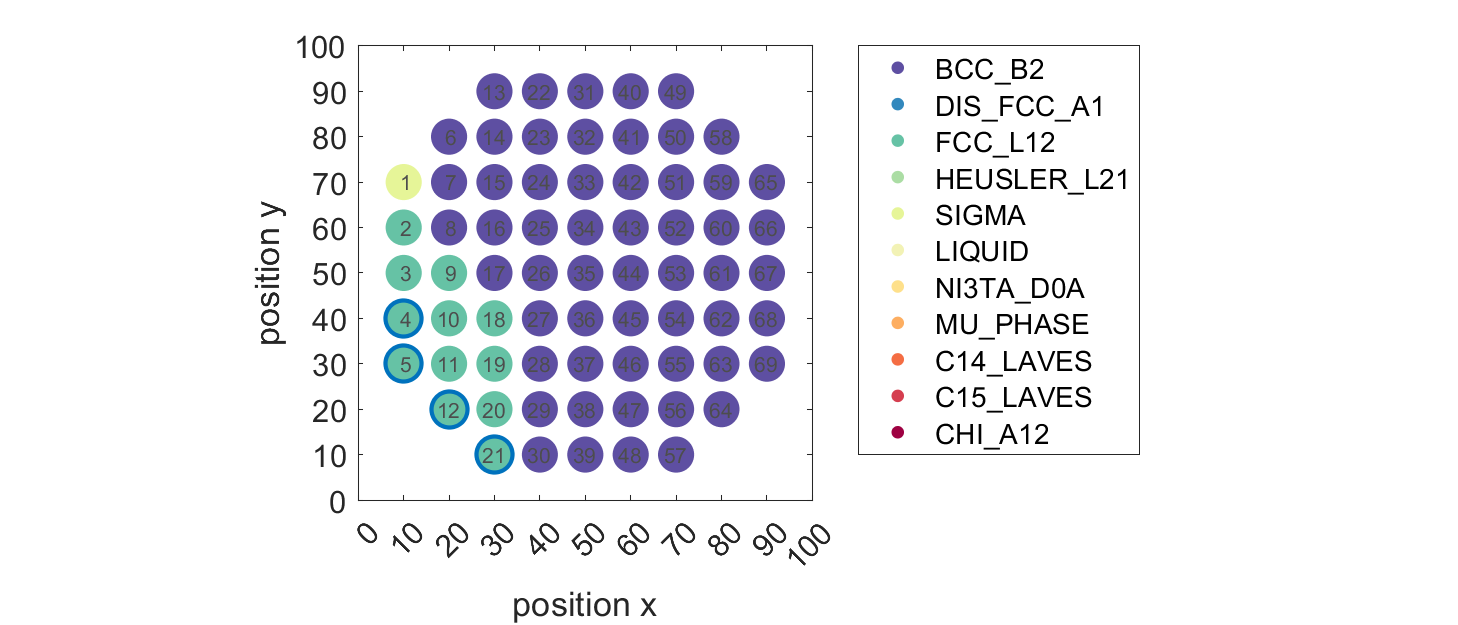 100
90
80
70
60
50
40
30
20
10
0
position y
13 22 31 40 49
6 14 23 32 41 50 58
1 7 15 24 33 42 51 59 65
2 8 16 25 34 43 52 60 66
3 9 17 26 35 44 53 61 67
4 10 18 27 36 45 54 62 68
5 11 19 28 37 46 55 63 69
12 20 29 38 47 56 64
21 30 39 48 57
0 10 20 30 40 50 60 70 80 90 100
position x
BCC_B2
DIS_FCC_A1
FCC_L12
HEUSLER_L21
SIGMA
LIQUID
NI3TA_D0A
MU_PHASE
C14_LAVES
C15_LAVES
CHI_A12